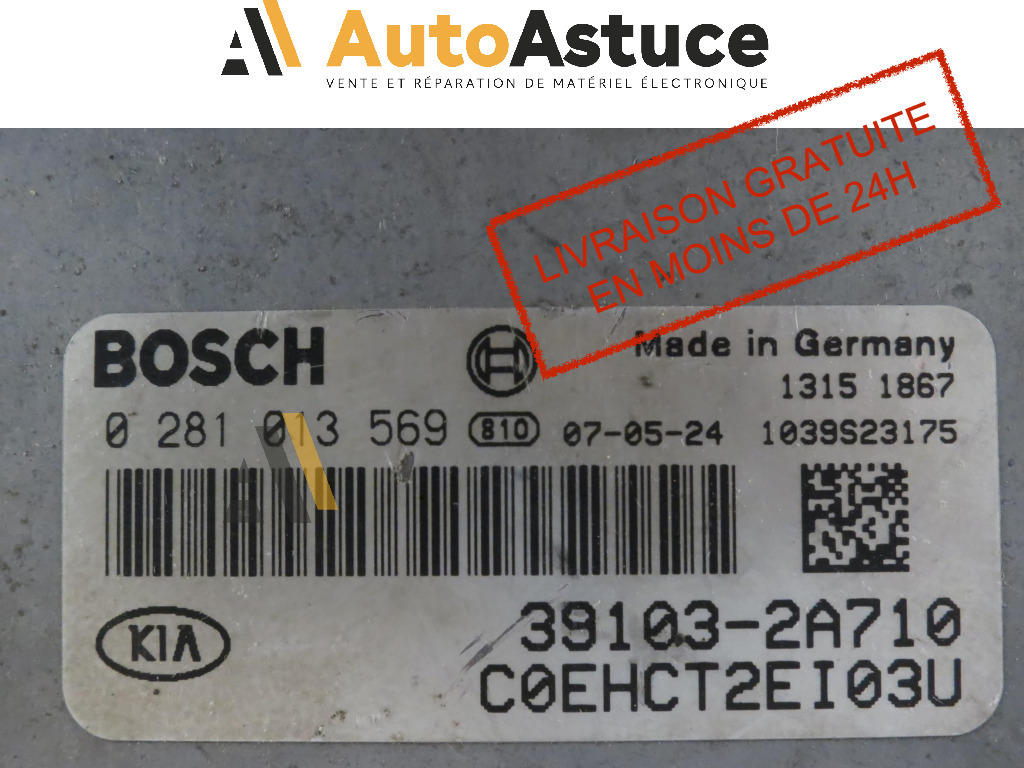 AutoAstuce
VENTE ET RÉPARATION DE MATÉRIEL ÉLECTRONIQUE
LIVRAISON GRATUITE
EN MOINS DE 24H
BOSCH
Made in Germany
1315 1867
0 281 013 569 810 07-05-24 1039S23175
KIA
39103-2A710
C0EHCT2EI03U